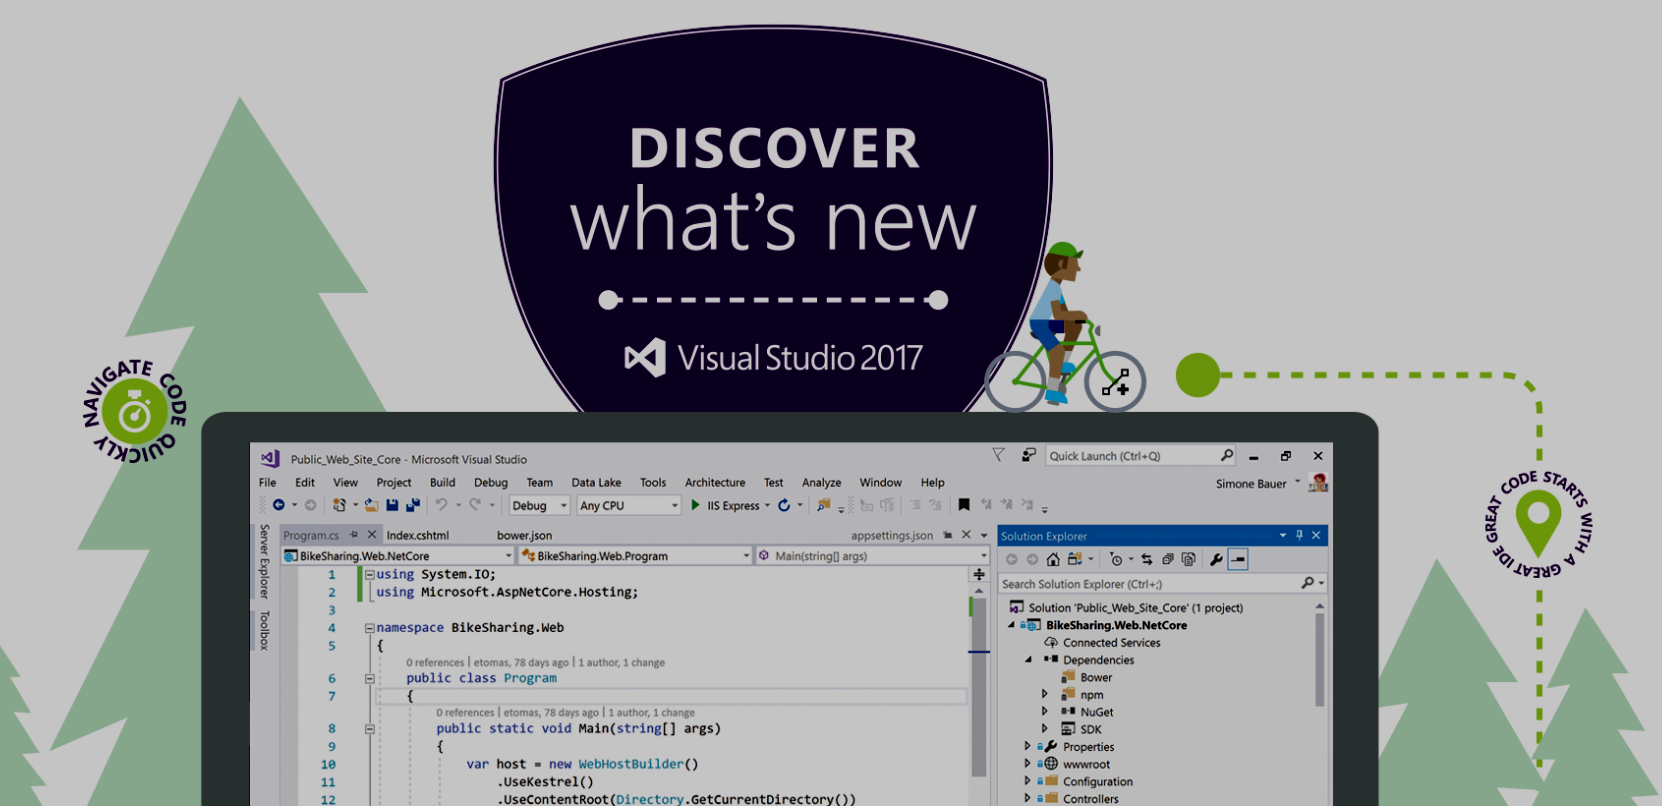 DISCOVER
what's new
Visual Studio 2017
NAVIGATE CODE QUICKLY
GREAT CODE STARTS WITH A GREAT IDE
Public_Web_Site_Core - Microsoft Visual Studio
Quick Launch (Ctrl+Q)
File Edit View Project Build Debug Team Data Lake Tools Architecture Test Analyze Window Help
Simone Bauer
Debug Any CPU IIS Express
Server Explorer
Toolbox
Program.cs Index.cshtml bower.json appsettings.json
BikeSharing.Web.NetCore BikeSharing.Web.Program Main(string[] args)
1 using System.IO;
2 using Microsoft.AspNetCore.Hosting;
3
4 namespace BikeSharing.Web
5 {
0 references | etomas, 78 days ago | 1 author, 1 change
6 public class Program
7 {
0 references | etomas, 78 days ago | 1 author, 1 change
8 public static void Main(string[] args)
9 {
10 var host = new WebHostBuilder()
11 .UseKestrel()
12 .UseContentRoot(Directory.GetCurrentDirectory())
Solution Explorer
Search Solution Explorer (Ctrl+;)
Solution 'Public_Web_Site_Core' (1 project)
BikeSharing.Web.NetCore
Connected Services
Dependencies
Bower
npm
NuGet
SDK
Properties
wwwroot
Configuration
Controllers